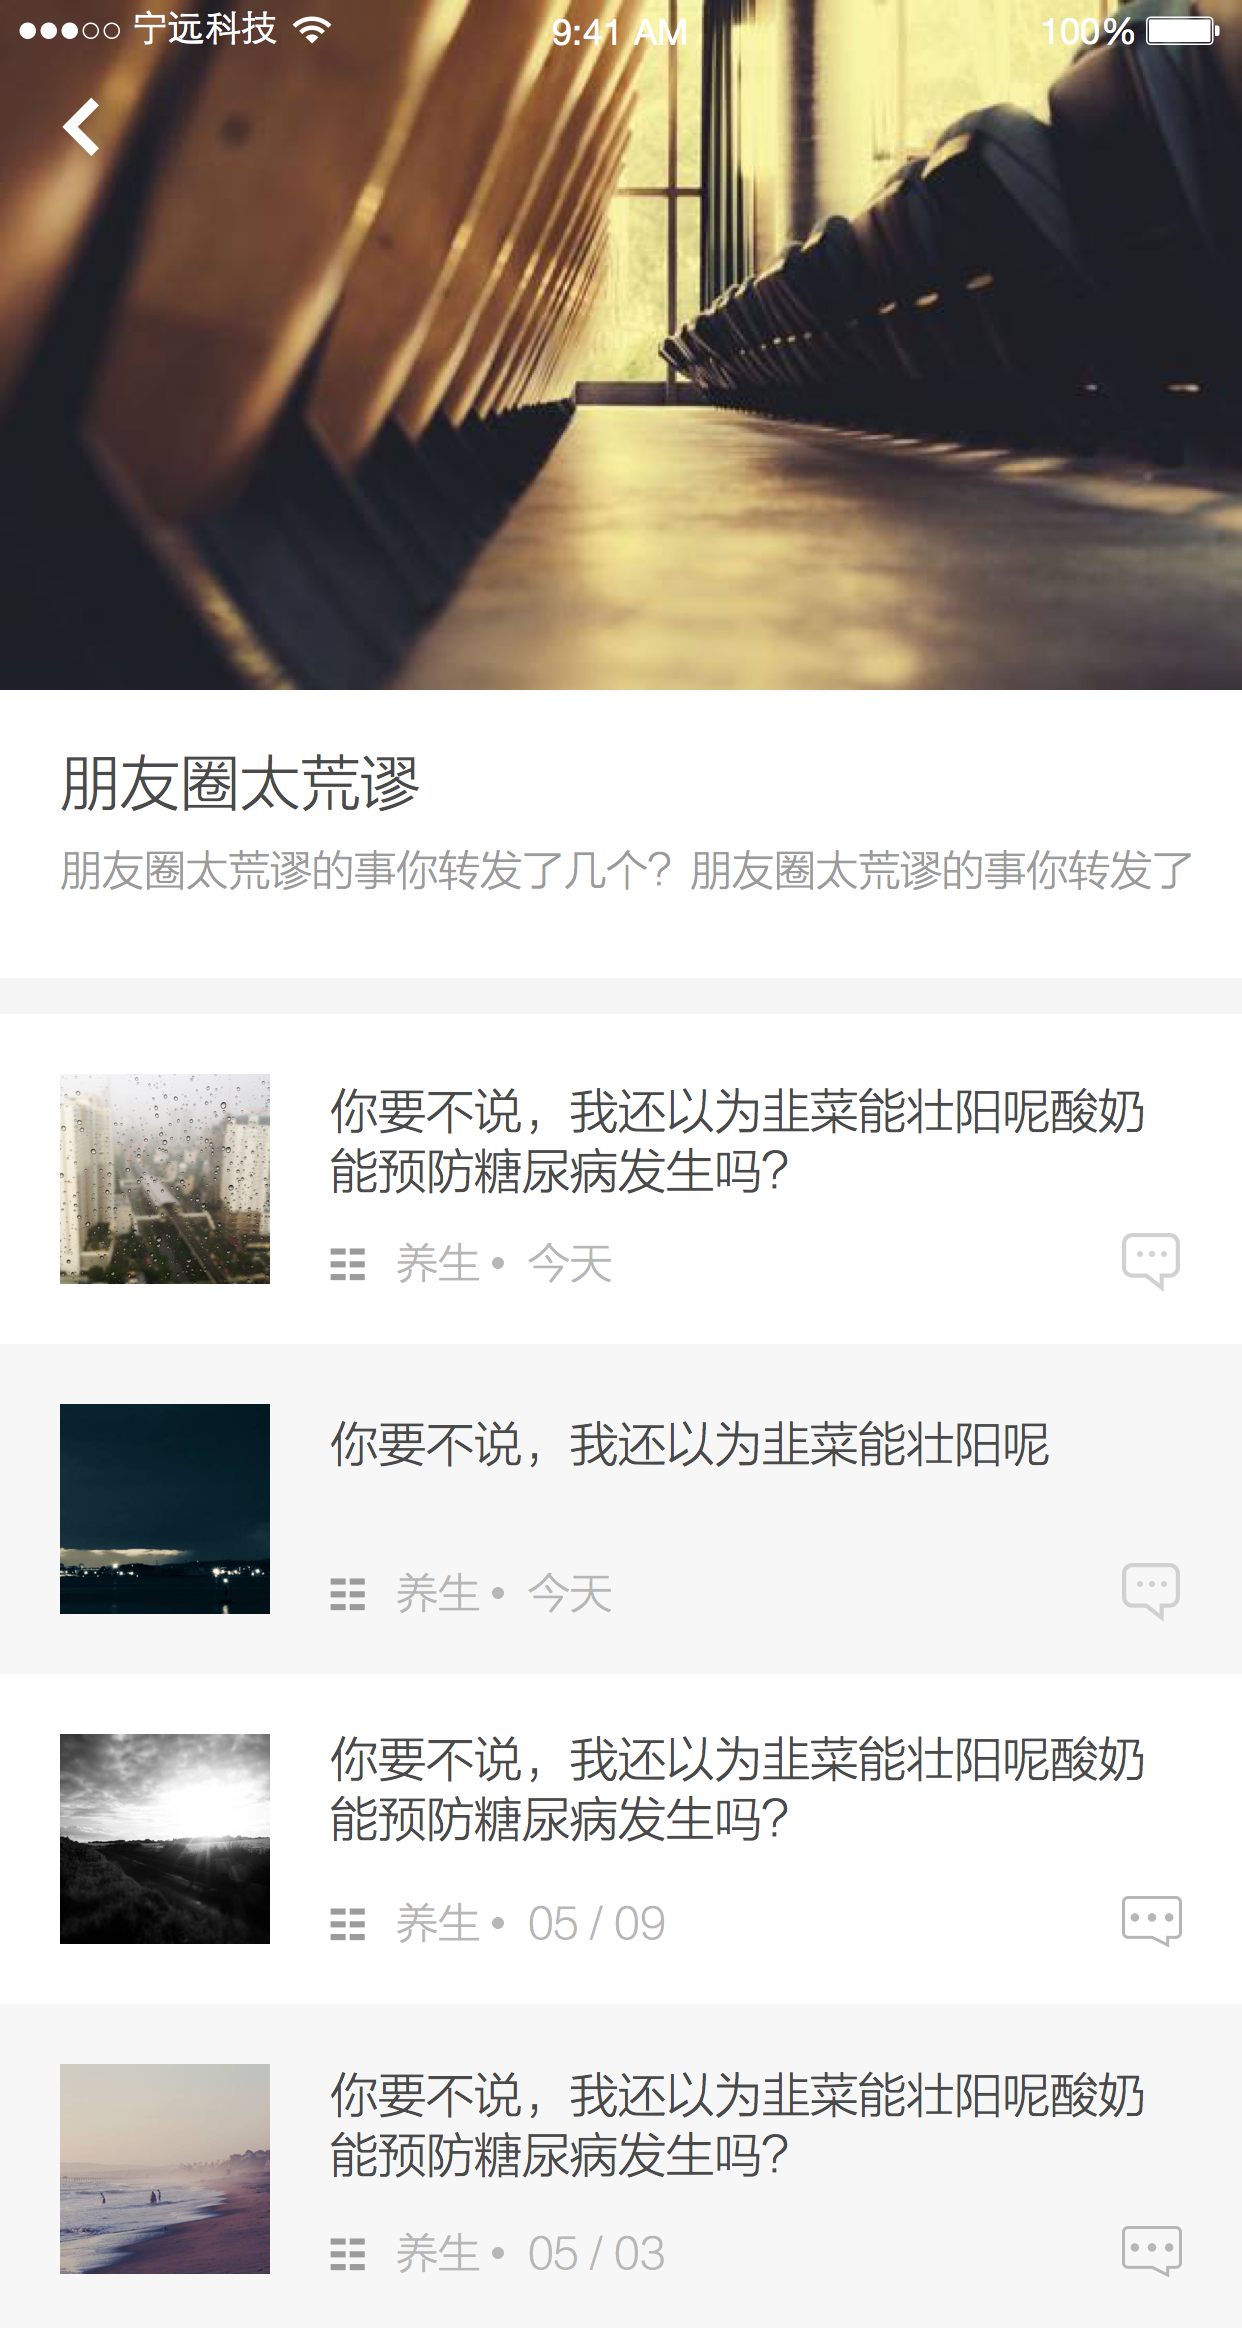 宁远科技 9:41 AM 100%
朋友圈太荒谬
朋友圈太荒谬的事你转发了几个？朋友圈太荒谬的事你转发了
你要不说，我还以为韭菜能壮阳呢酸奶
能预防糖尿病发生吗？
养生 • 今天
你要不说，我还以为韭菜能壮阳呢
养生 • 今天
你要不说，我还以为韭菜能壮阳呢酸奶
能预防糖尿病发生吗？
养生 • 05 / 09
你要不说，我还以为韭菜能壮阳呢酸奶
能预防糖尿病发生吗？
养生 • 05 / 03